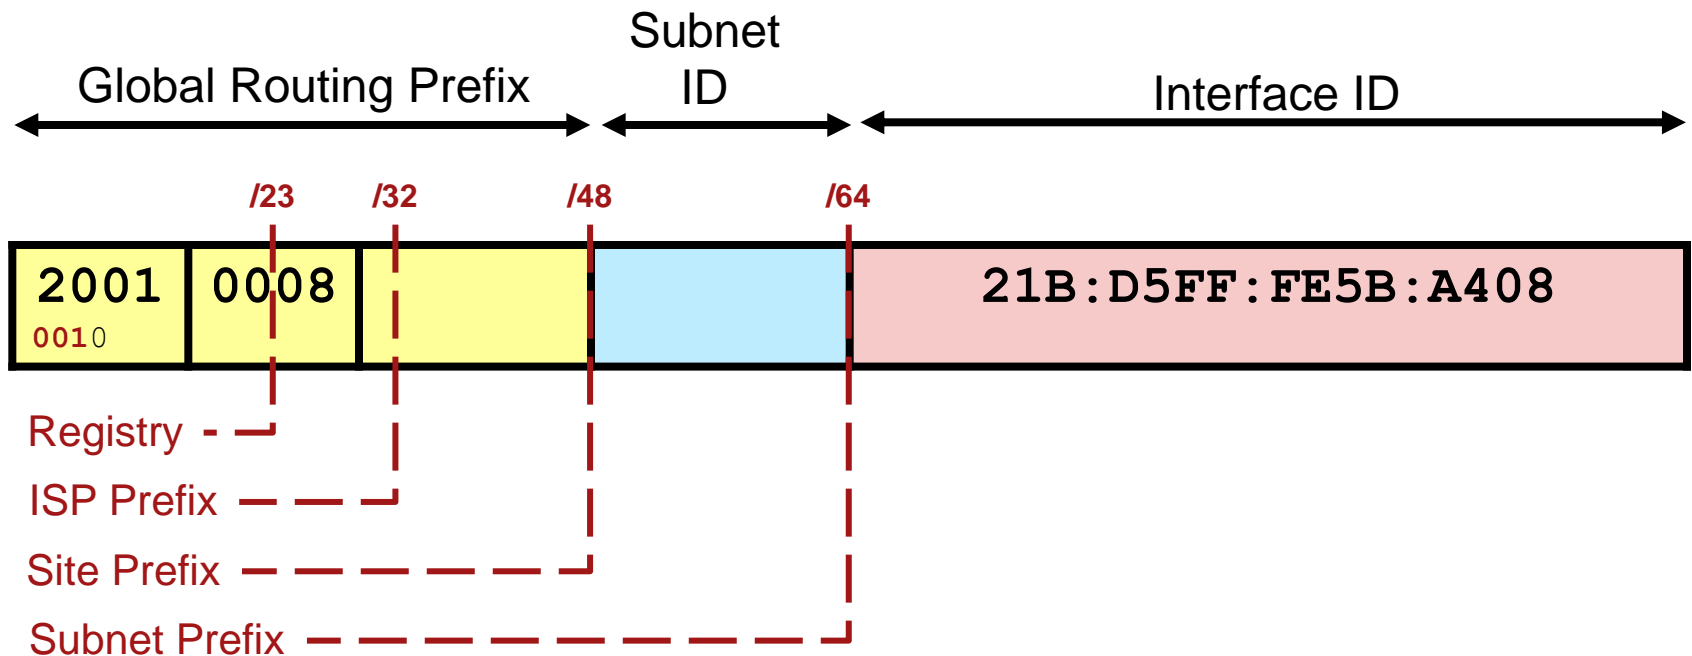 Subnet
ID
Global Routing Prefix
Interface ID
/23
/32
/48
/64
2001
0008
21B:D5FF:FE5B:A408
0010
Registry
ISP Prefix
Site Prefix
Subnet Prefix